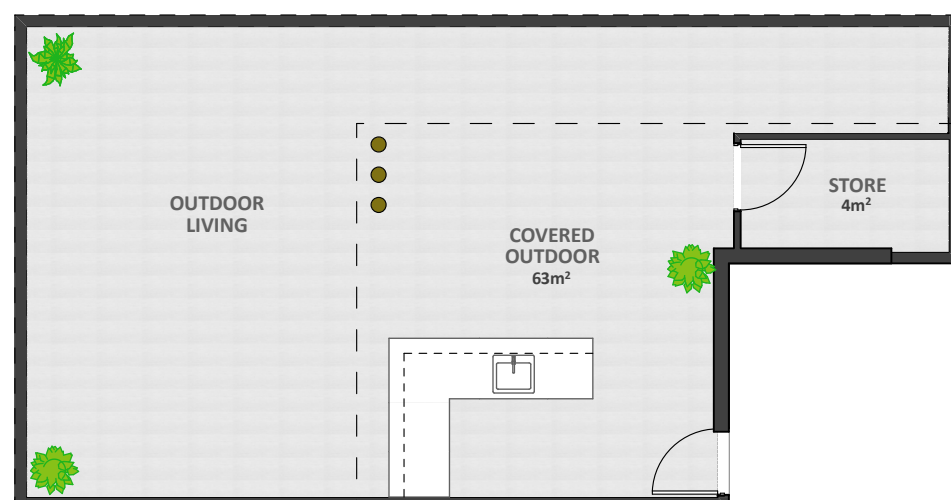 OUTDOOR
LIVING
COVERED
OUTDOOR
63m²
STORE
4m²